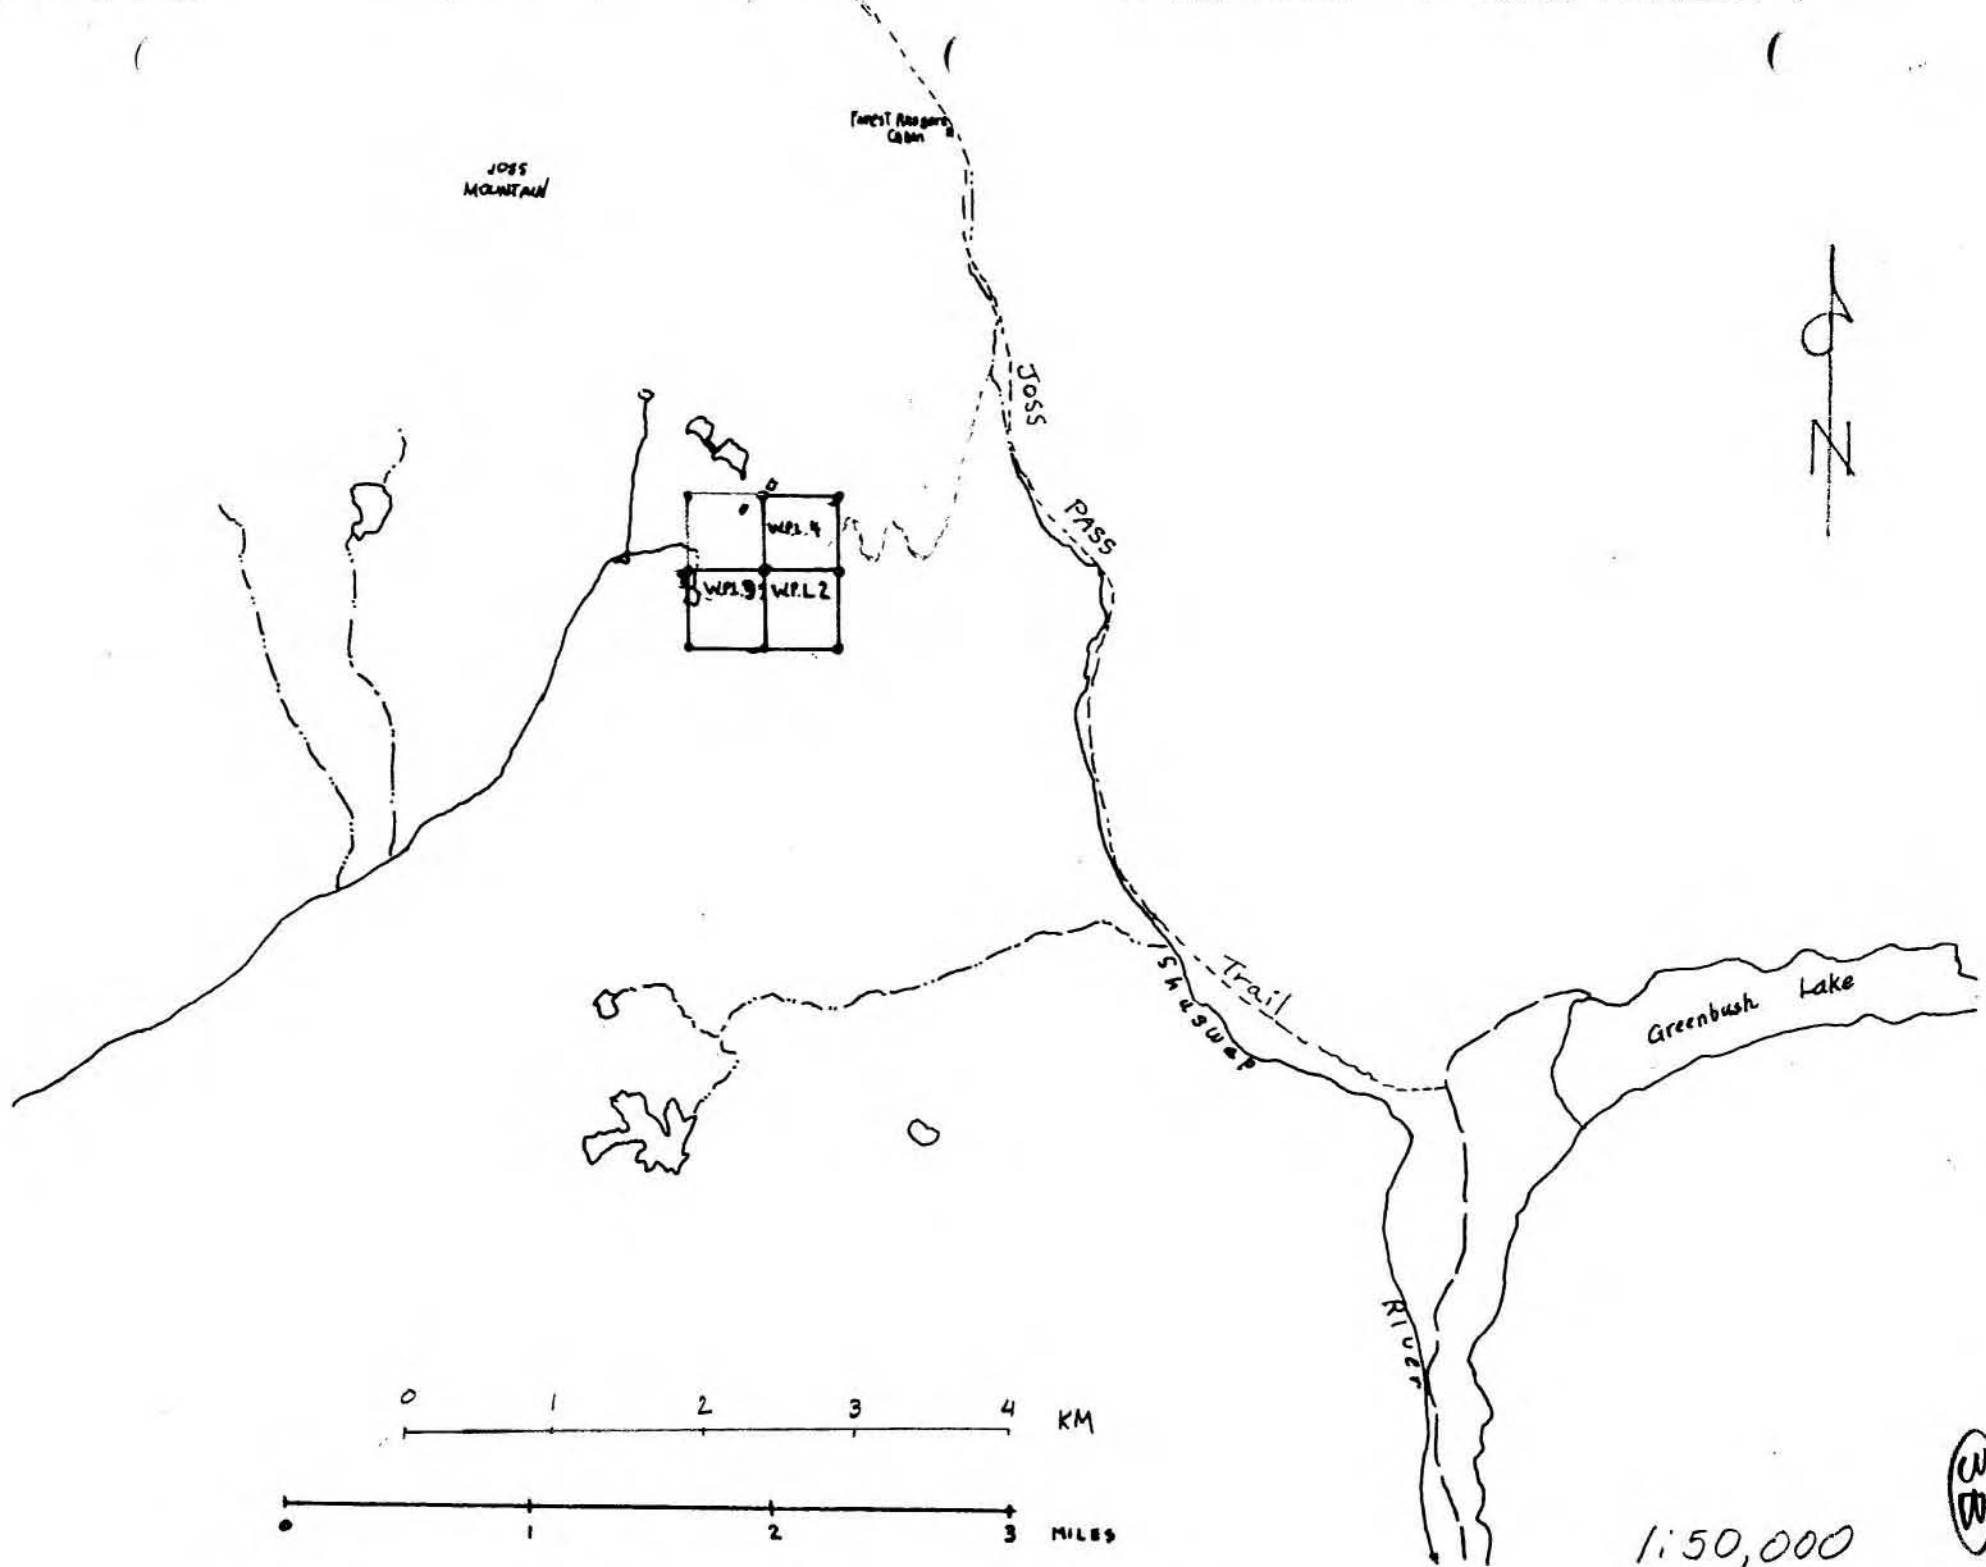 Forest Rangers
Cabin
JOSS
MOUNTAIN
N
JOSS
PASS
W.P.L. 4
W.P.L. 3
W.P.L. 2
Trail
Shuswap
River
Greenbush Lake
0 1 2 3 4 KM
0 1 2 3 MILES
1:50,000
3B